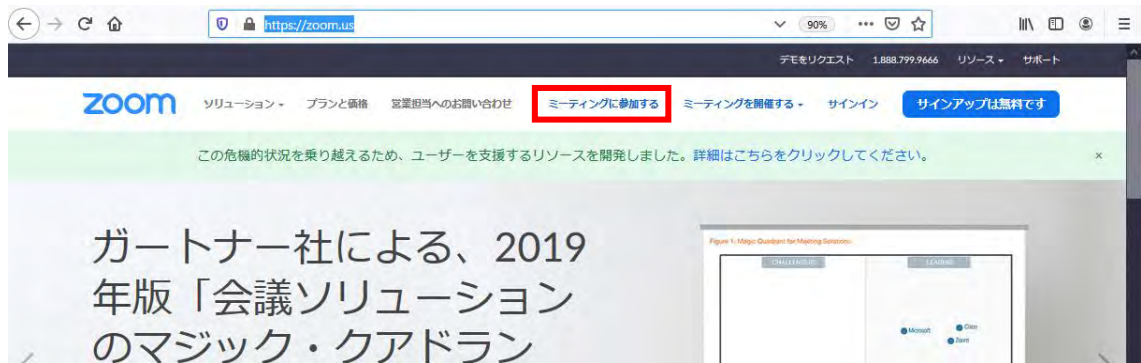 https://zoom.us
90%
デモをリクエスト 1.888.799.9666 リソース サポート
zoom ソリューション プランと価格 営業担当へのお問い合わせ ミーティングに参加する ミーティングを開催する サインイン サインアップは無料です
この危機的状況を乗り越えるため、ユーザーを支援するリソースを開発しました。詳細はこちらをクリックしてください。
ガートナー社による、2019
年版「会議ソリューション
のマジック・クアドラン
Figure 1. Magic Quadrant for Meeting Solutions
CHALLENGERS LEADERS
Microsoft Cisco
Zoom